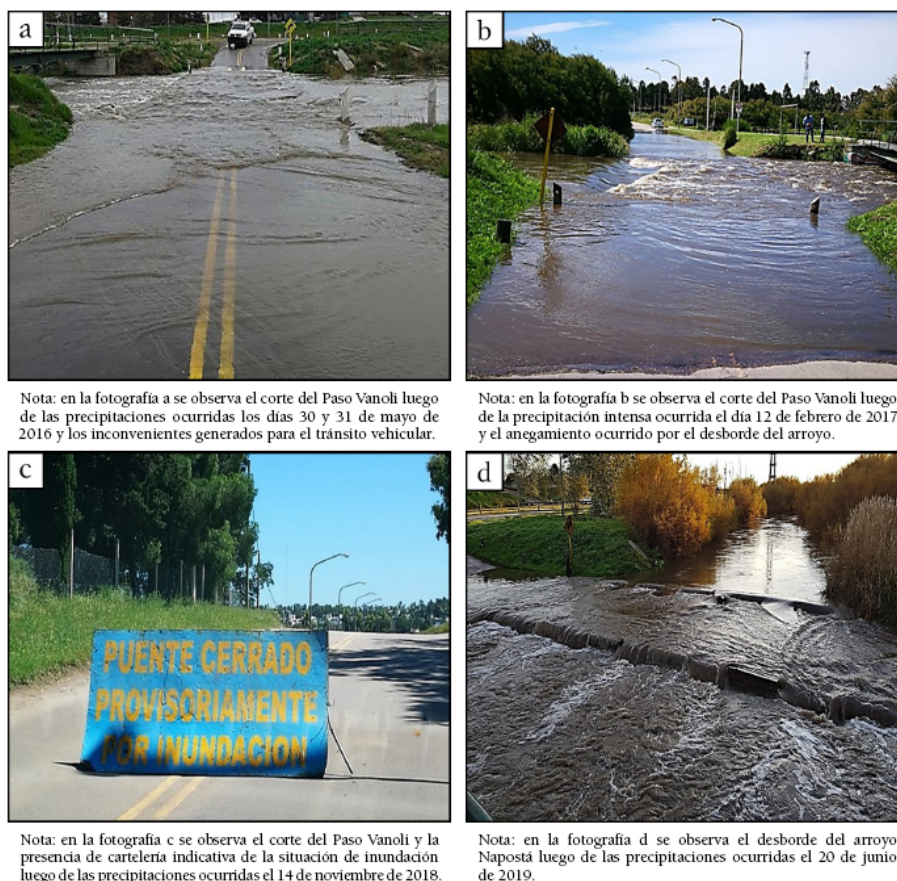 a
b
Nota: en la fotografía a se observa el corte del Paso Vanoli luego
de las precipitaciones ocurridas los días 30 y 31 de mayo de
2016 y los inconvenientes generados para el tránsito vehicular.
Nota: en la fotografía b se observa el corte del Paso Vanoli luego
de la precipitación intensa ocurrida el día 12 de febrero de 2017
y el anegamiento ocurrido por el desborde del arroyo.
c
PUENTE CERRADO
PROVISORIAMENTE
POR INUNDACION
d
Nota: en la fotografía c se observa el corte del Paso Vanoli y la
presencia de cartelería indicativa de la situación de inundación
luego de las precipitaciones ocurridas el 14 de noviembre de 2018.
Nota: en la fotografía d se observa el desborde del arroyo
Napostá luego de las precipitaciones ocurridas el 20 de junio
de 2019.